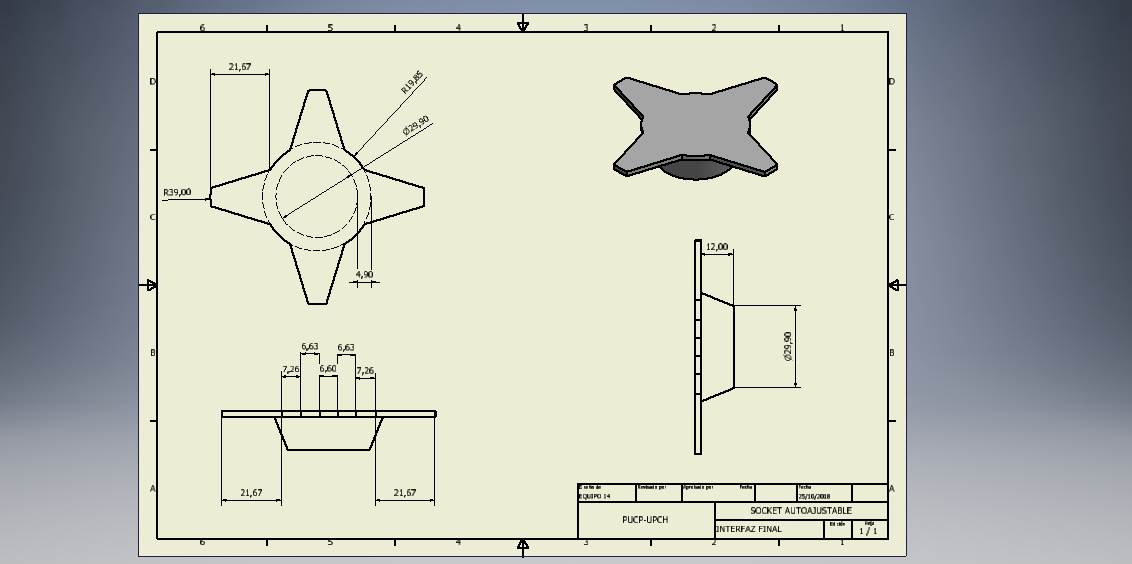 6 5 4 3 2 1
D D
21,67
R19,85
Ø29,90
R39,00
C C
12,00
4,90
6,63 6,63
7,26 6,60 7,26
B B
Ø29,90
21,67 21,67
A A
Revisado por Aprobado por Fecha Fecha
EQUIPO 14 25/10/2018
SOCKET AUTOAJUSTABLE
PUCP-UPCH
INTERFAZ FINAL
Edición Hoja
1 / 1
6 5 4 3 2 1